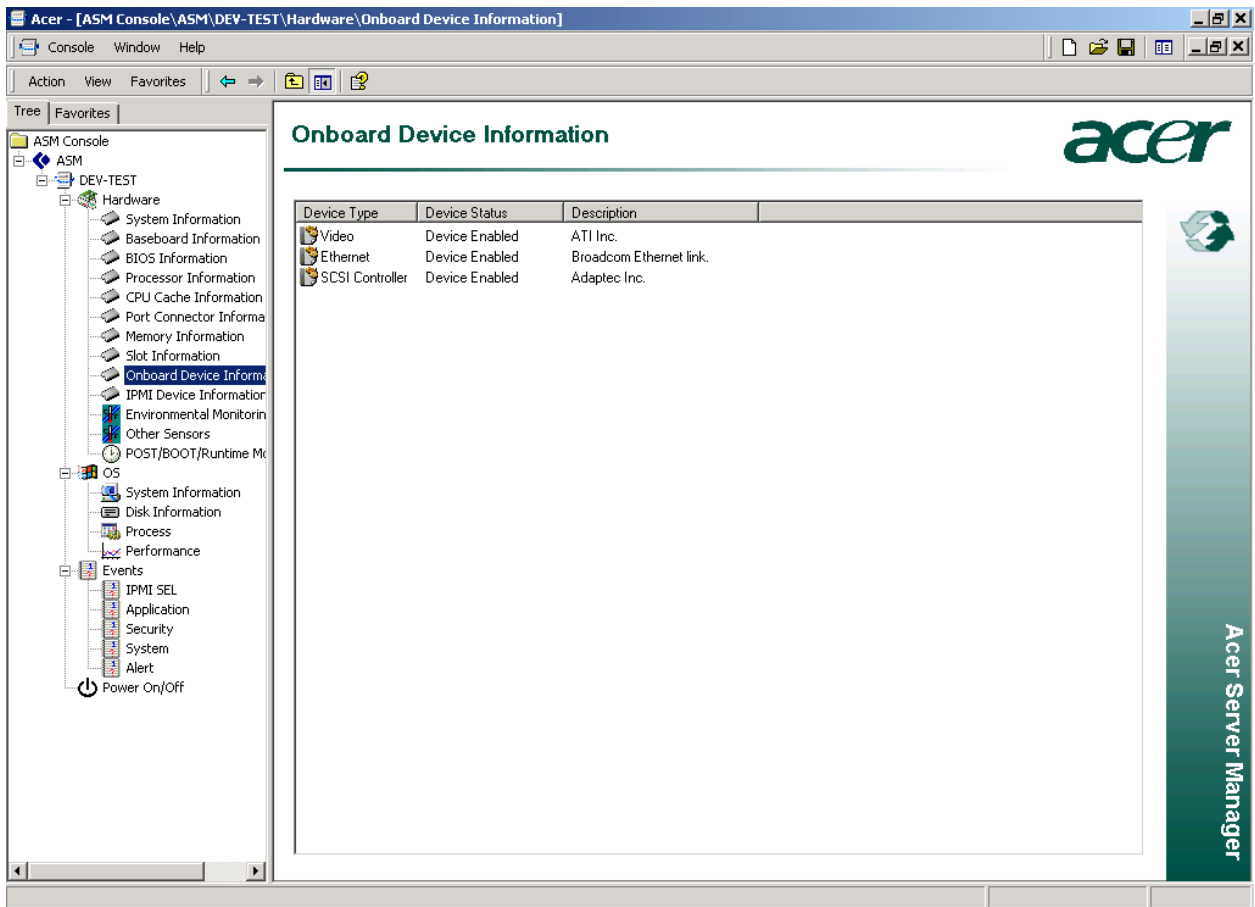 Acer - [ASM Console\ASM\DEV-TEST\Hardware\Onboard Device Information]
Console Window Help
Action View Favorites
Tree Favorites
ASM Console
ASM
DEV-TEST
Hardware
System Information
Baseboard Information
BIOS Information
Processor Information
CPU Cache Information
Port Connector Informa
Memory Information
Slot Information
Onboard Device Informa
IPMI Device Information
Environmental Monitorin
Other Sensors
POST/BOOT/Runtime Mo
OS
System Information
Disk Information
Process
Performance
Events
IPMI SEL
Application
Security
System
Alert
Power On/Off
Onboard Device Information
acer
Device Type Device Status Description
Video Device Enabled ATI Inc.
Ethernet Device Enabled Broadcom Ethernet link.
SCSI Controller Device Enabled Adaptec Inc.
Acer Server Manager